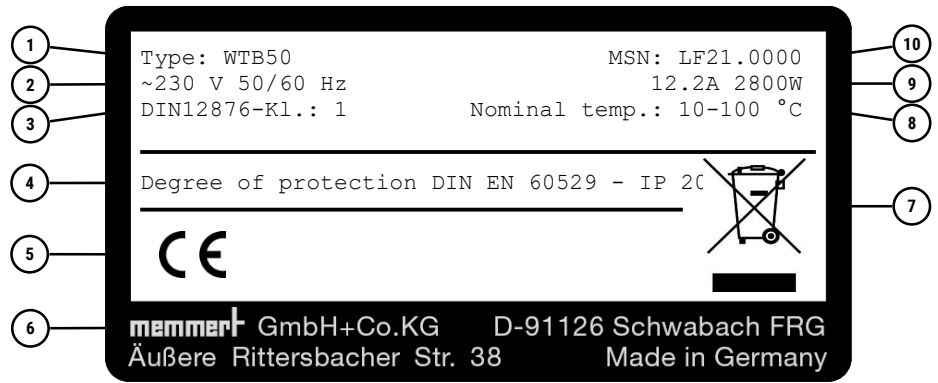 1
Type: WTB50
MSN: LF21.0000
10
2
~230 V 50/60 Hz
12.2A 2800W
9
3
DIN12876-Kl.: 1
Nominal temp.: 10-100 °C
8
4
Degree of protection DIN EN 60529 - IP 20
7
5
CE
6
memmert GmbH+Co.KG D-91126 Schwabach FRG
Äußere Rittersbacher Str. 38 Made in Germany